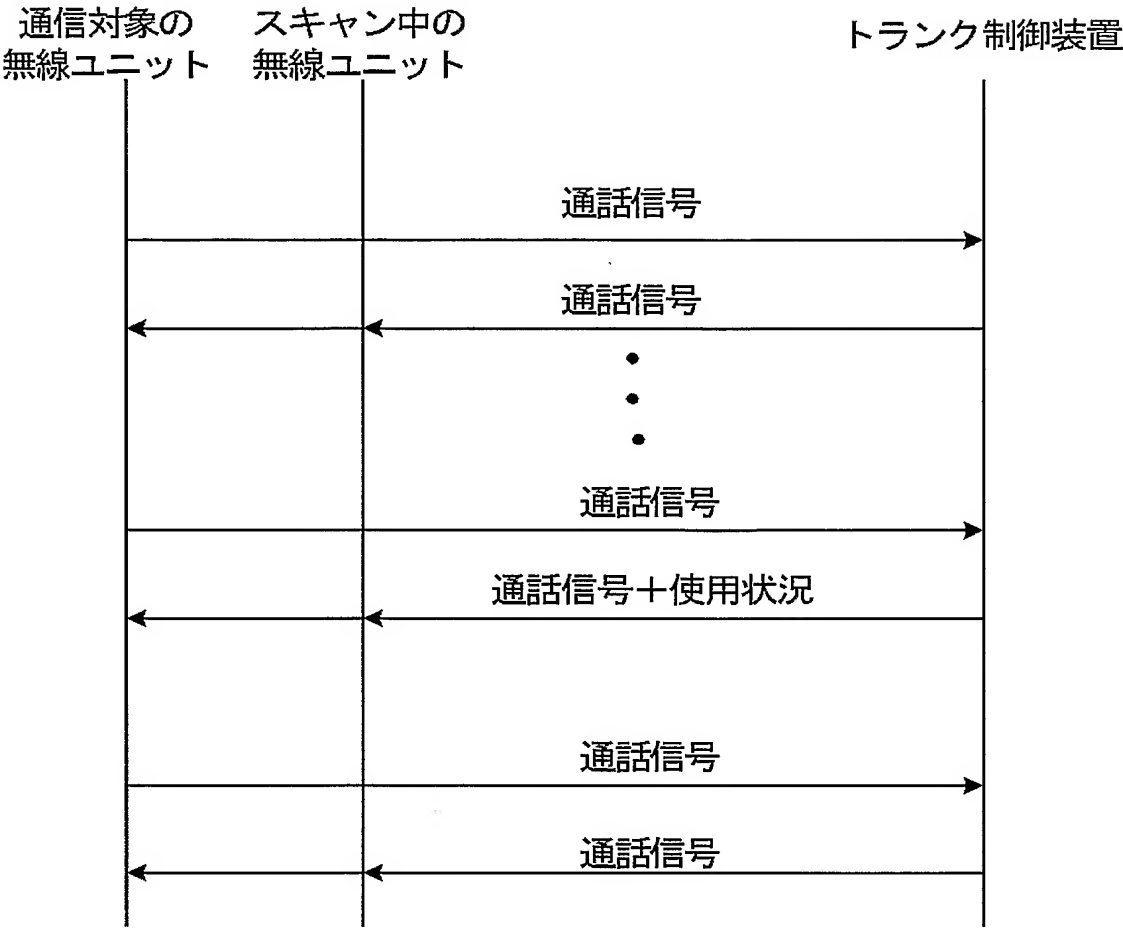 通信対象の
無線ユニット
スキャン中の
無線ユニット
トランク制御装置
通話信号
通話信号
通話信号
通話信号＋使用状況
通話信号
通話信号